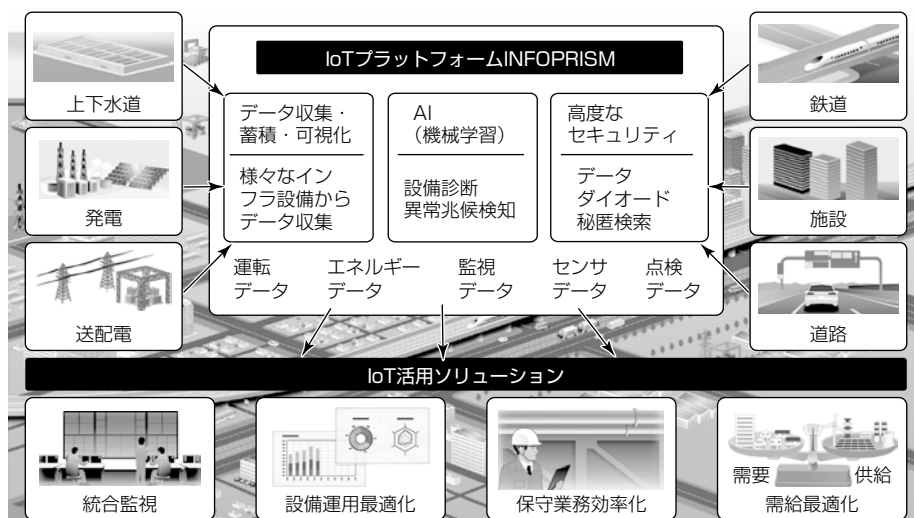 IoTプラットフォームINFOPRISM
上下水道
発電
送配電
データ収集・
蓄積・可視化
様々なイン
フラ設備から
データ収集
AI
（機械学習）
設備診断
異常兆候検知
高度な
セキュリティ
データ
ダイオード
秘匿検索
鉄道
施設
道路
運転
データ
エネルギー
データ
監視
データ
センサ
データ
点検
データ
IoT活用ソリューション
統合監視
設備運用最適化
保守業務効率化
需要
供給
需給最適化